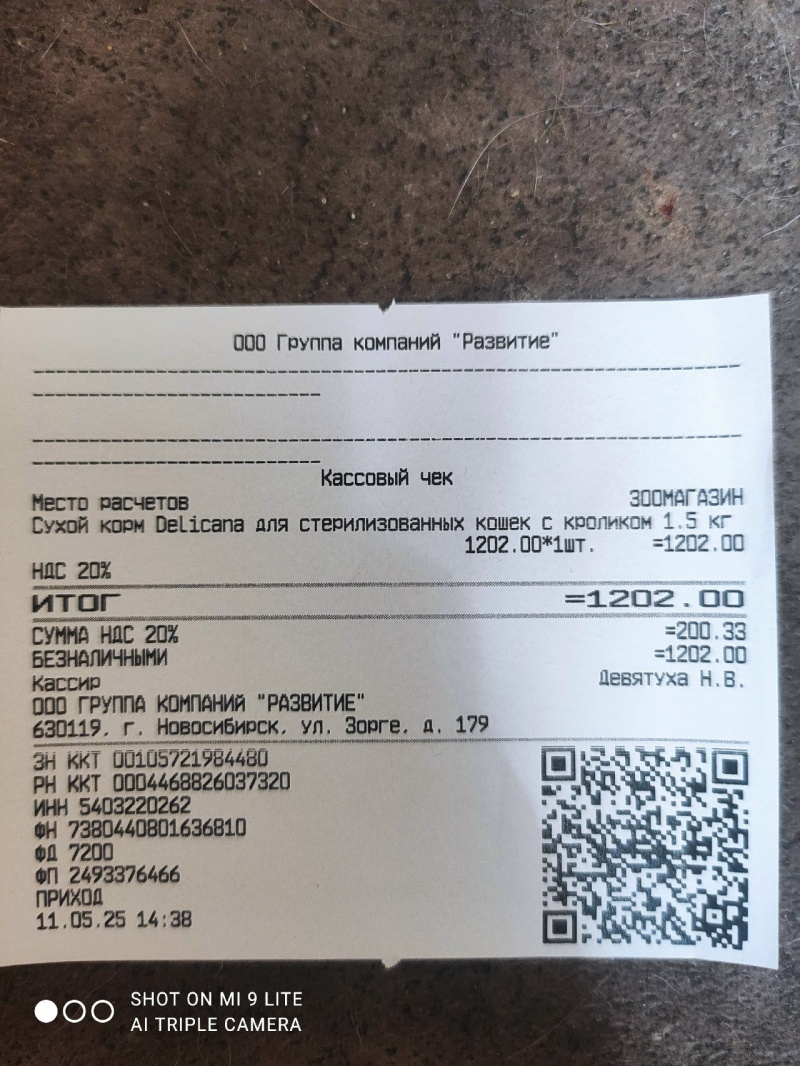 ООО Группа компаний "Развитие"
Кассовый чек
Место расчетов ЗООМАГАЗИН
Сухой корм Delicana для стерилизованных кошек с кроликом 1.5 кг
1202.00*1шт. =1202.00
НДС 20%
ИТОГ =1202.00
СУММА НДС 20% =200.33
БЕЗНАЛИЧНЫМИ =1202.00
Кассир Девятуха Н.В.
ООО ГРУППА КОМПАНИЙ "РАЗВИТИЕ"
630119, г. Новосибирск, ул. Зорге, д. 179
ЗН ККТ 00105721984480
РН ККТ 0004468826037320
ИНН 5403220262
ФН 7380440801636810
ФД 7200
ФП 2493376466
ПРИХОД
11.05.25 14:38
SHOT ON MI 9 LITE
AI TRIPLE CAMERA